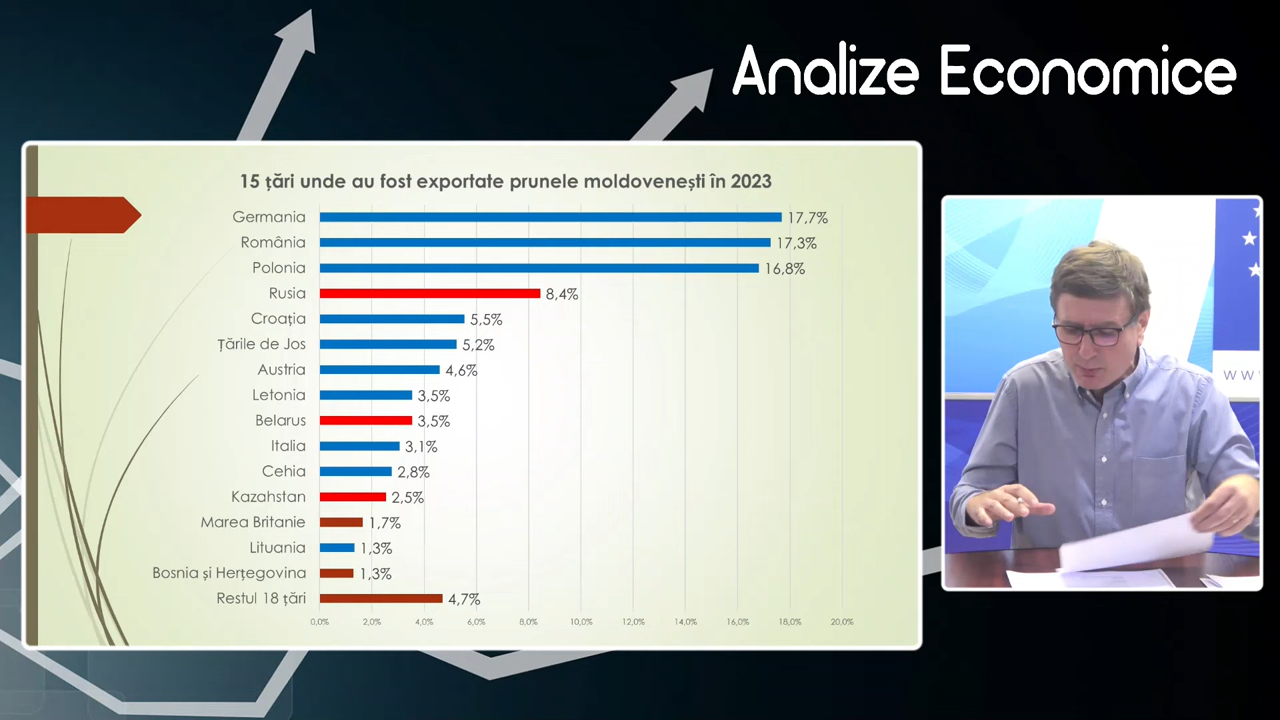 Analize Economice
15 țări unde au fost exportate prunele moldovenești în 2023
Germania 17,7%
România 17,3%
Polonia 16,8%
Rusia 8,4%
Croația 5,5%
Țările de Jos 5,2%
Austria 4,6%
Letonia 3,5%
Belarus 3,5%
Italia 3,1%
Cehia 2,8%
Kazahstan 2,5%
Marea Britanie 1,7%
Lituania 1,3%
Bosnia și Herțegovina 1,3%
Restul 18 țări 4,7%
0,0% 2,0% 4,0% 6,0% 8,0% 10,0% 12,0% 14,0% 16,0% 18,0% 20,0%